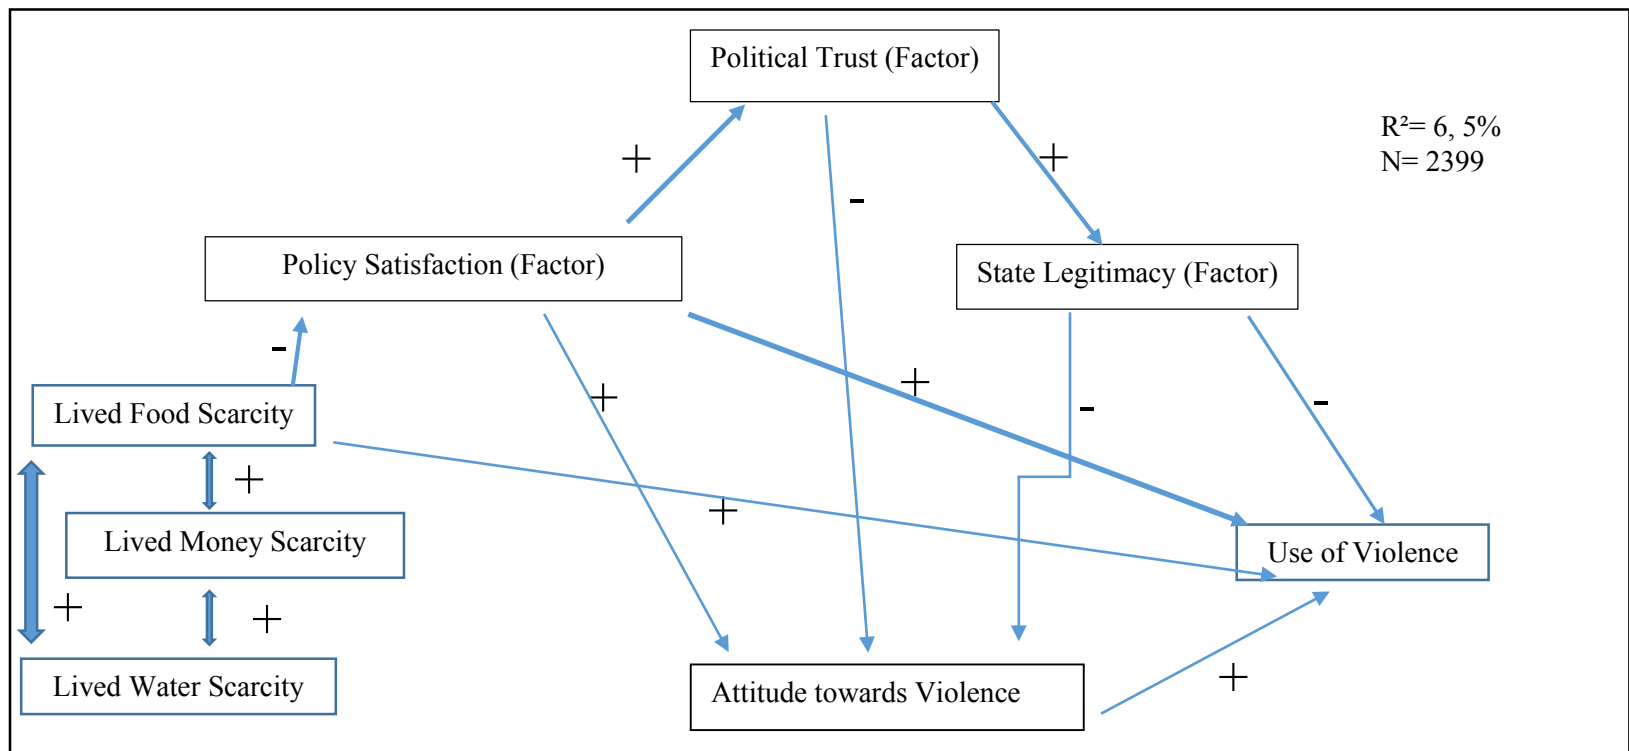 Political Trust (Factor)
R²= 6, 5%
N= 2399
+
+
-
Policy Satisfaction (Factor)
State Legitimacy (Factor)
-
+
+
-
-
Lived Food Scarcity
+
+
Lived Money Scarcity
Use of Violence
+
+
Lived Water Scarcity
Attitude towards Violence
+